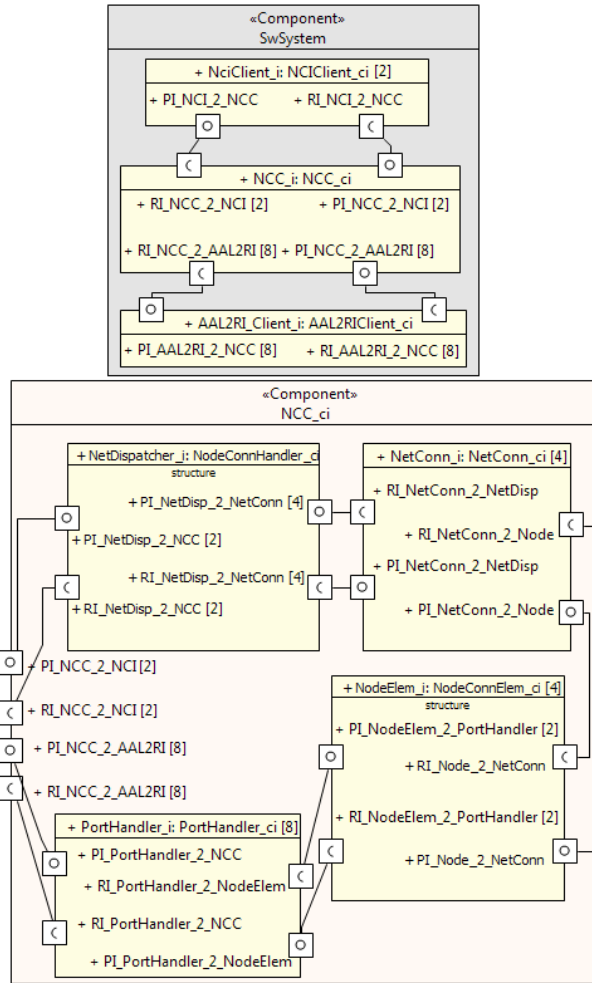 «Component»
SwSystem
+ NciClient_i: NCIClient_ci [2]
+ PI_NCI_2_NCC + RI_NCI_2_NCC
+ NCC_i: NCC_ci
+ RI_NCC_2_NCI [2] + PI_NCC_2_NCI [2]
+ RI_NCC_2_AAL2RI [8] + PI_NCC_2_AAL2RI [8]
+ AAL2RI_Client_i: AAL2RIClient_ci
+ PI_AAL2RI_2_NCC [8] + RI_AAL2RI_2_NCC [8]
«Component»
NCC_ci
+ NetDispatcher_i: NodeConnHandler_ci
structure
+ PI_NetDisp_2_NetConn [4]
+ PI_NetDisp_2_NCC [2]
+ RI_NetDisp_2_NetConn [4]
+ RI_NetDisp_2_NCC [2]
+ NetConn_i: NetConn_ci [4]
+ RI_NetConn_2_NetDisp
+ RI_NetConn_2_Node
+ PI_NetConn_2_NetDisp
+ PI_NetConn_2_Node
+ PI_NCC_2_NCI [2]
+ RI_NCC_2_NCI [2]
+ PI_NCC_2_AAL2RI [8]
+ RI_NCC_2_AAL2RI [8]
+ NodeElem_i: NodeConnElem_ci [4]
structure
+ PI_NodeElem_2_PortHandler [2]
+ RI_Node_2_NetConn
+ RI_NodeElem_2_PortHandler [2]
+ PI_Node_2_NetConn
+ PortHandler_i: PortHandler_ci [8]
+ PI_PortHandler_2_NCC
+ RI_PortHandler_2_NodeElem
+ RI_PortHandler_2_NCC
+ PI_PortHandler_2_NodeElem